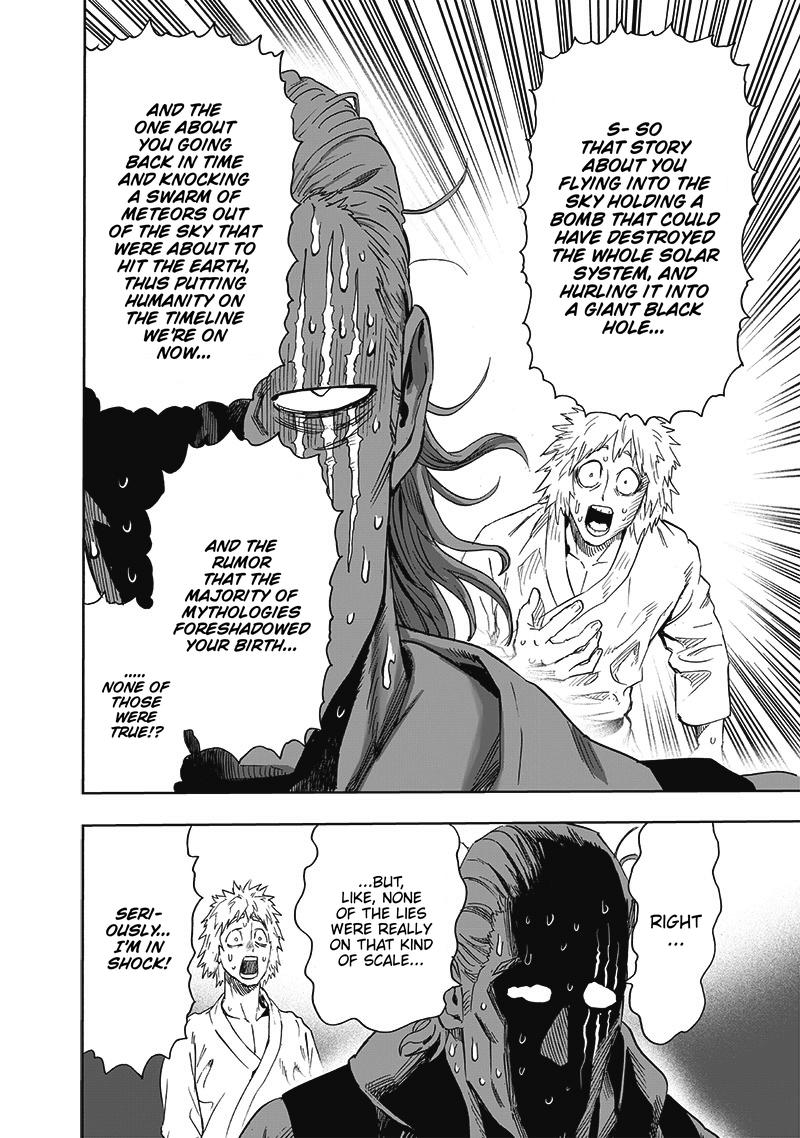 S- SO
THAT STORY
ABOUT YOU
FLYING INTO THE
SKY HOLDING A
BOMB THAT COULD
HAVE DESTROYED
THE WHOLE SOLAR
SYSTEM, AND
HURLING IT INTO
A GIANT BLACK
HOLE...
AND THE
ONE ABOUT
YOU GOING
BACK IN TIME
AND KNOCKING
A SWARM OF
METEORS OUT
OF THE SKY THAT
WERE ABOUT TO
HIT THE EARTH,
THUS PUTTING
HUMANITY ON
THE TIMELINE
WE'RE ON
NOW...
AND THE
RUMOR
THAT THE
MAJORITY OF
MYTHOLOGIES
FORESHADOWED
YOUR BIRTH...
.....
NONE OF
THOSE
WERE
TRUE!?
RIGHT
...
...BUT,
LIKE, NONE
OF THE LIES
WERE REALLY
ON THAT KIND
OF SCALE...
SERI-
OUSLY..
I'M IN
SHOCK!